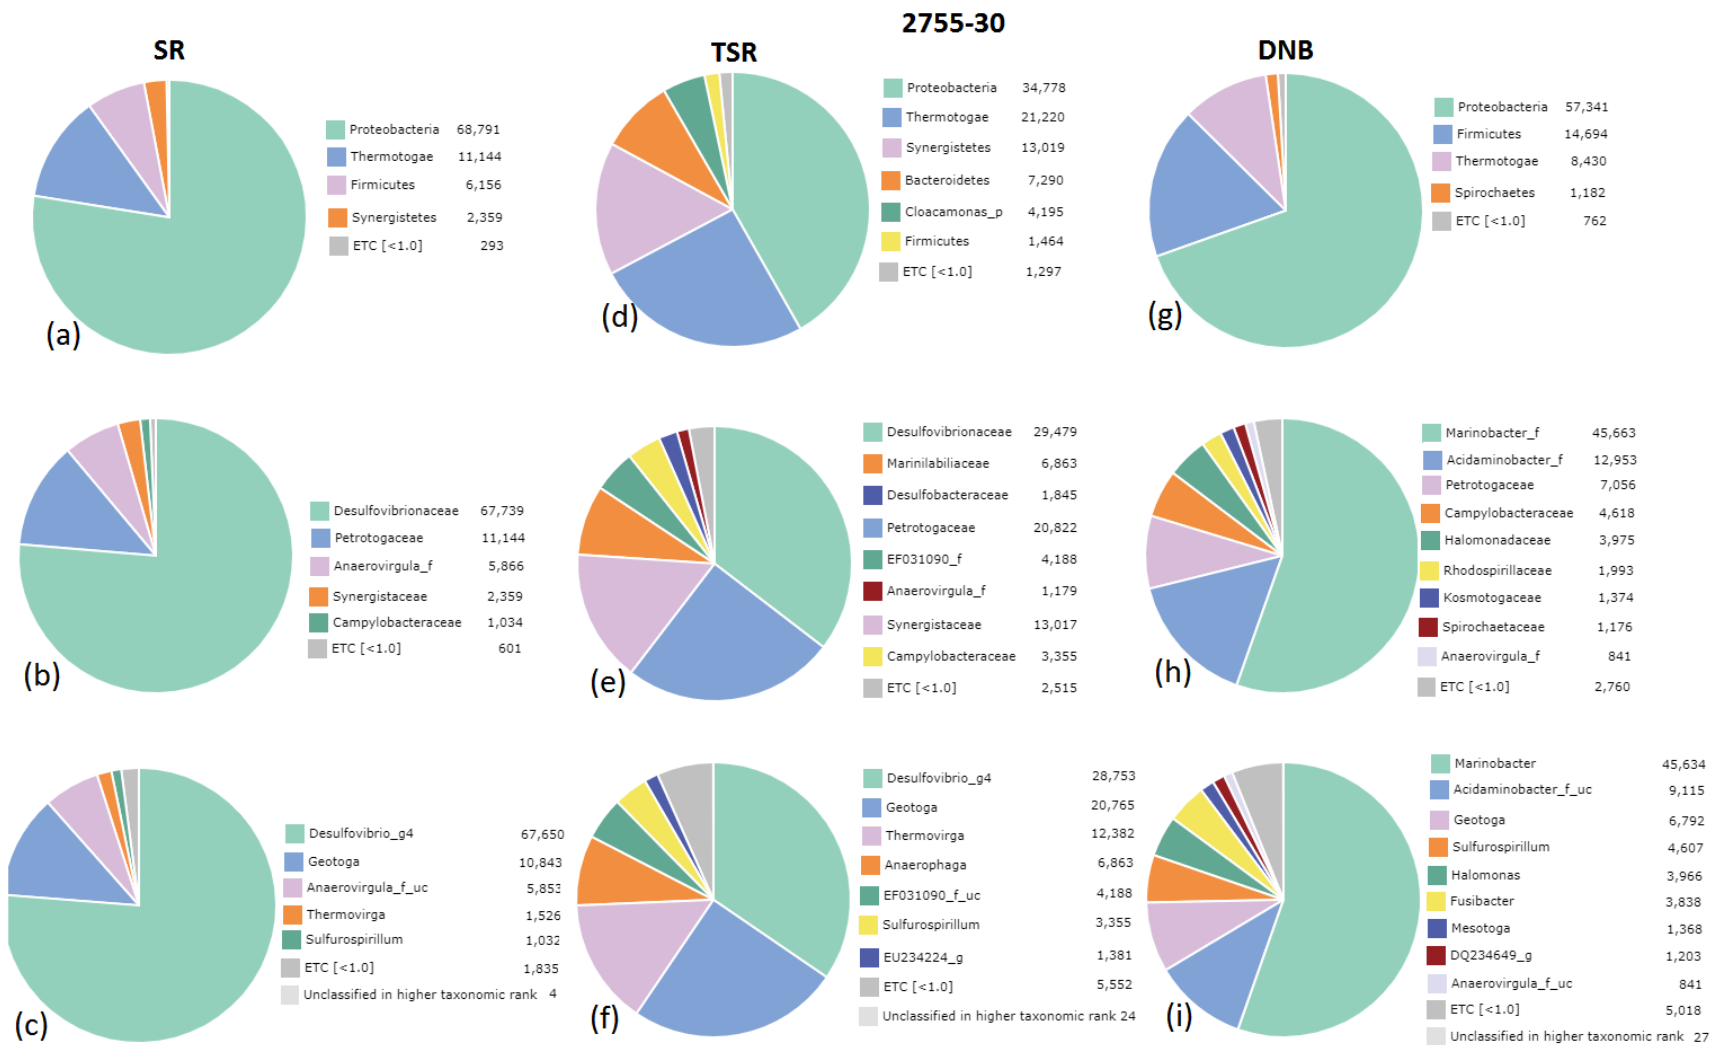 2755-30
SR
TSR
DNB
Proteobacteria 68,791
Thermotogae 11,144
Firmicutes 6,156
Synergistetes 2,359
ETC [<1.0] 293
(a)
Proteobacteria 34,778
Thermotogae 21,220
Synergistetes 13,019
Bacteroidetes 7,290
Cloacamonas_p 4,195
Firmicutes 1,464
ETC [<1.0] 1,297
(d)
Proteobacteria 57,341
Firmicutes 14,694
Thermotogae 8,430
Spirochaetes 1,182
ETC [<1.0] 762
(g)
Desulfovibrionaceae 67,739
Petrotogaceae 11,144
Anaerovirgula_f 5,866
Synergistaceae 2,359
Campylobacteraceae 1,034
ETC [<1.0] 601
(b)
Desulfovibrionaceae 29,479
Marinilabiliaceae 6,863
Desulfobacteraceae 1,845
Petrotogaceae 20,822
EF031090_f 4,188
Anaerovirgula_f 1,179
Synergistaceae 13,017
Campylobacteraceae 3,355
ETC [<1.0] 2,515
(e)
Marinobacter_f 45,663
Acidaminobacter_f 12,953
Petrotogaceae 7,056
Campylobacteraceae 4,618
Halomonadaceae 3,975
Rhodospirillaceae 1,993
Kosmotogaceae 1,374
Spirochaetaceae 1,176
Anaerovirgula_f 841
ETC [<1.0] 2,760
(h)
Desulfovibrio_g4 67,650
Geotoga 10,843
Anaerovirgula_f_uc 5,853
Thermovirga 1,526
Sulfurospirillum 1,032
ETC [<1.0] 1,835
Unclassified in higher taxonomic rank 4
(c)
Desulfovibrio_g4 28,753
Geotoga 20,765
Thermovirga 12,382
Anaerophaga 6,863
EF031090_f_uc 4,188
Sulfurospirillum 3,355
EU234224_g 1,381
ETC [<1.0] 5,552
Unclassified in higher taxonomic rank 24
(f)
Marinobacter 45,634
Acidaminobacter_f_uc 9,115
Geotoga 6,792
Sulfurospirillum 4,607
Halomonas 3,966
Fusibacter 3,838
Mesotoga 1,368
DQ234649_g 1,203
Anaerovirgula_f_uc 841
ETC [<1.0] 5,018
Unclassified in higher taxonomic rank 27
(i)